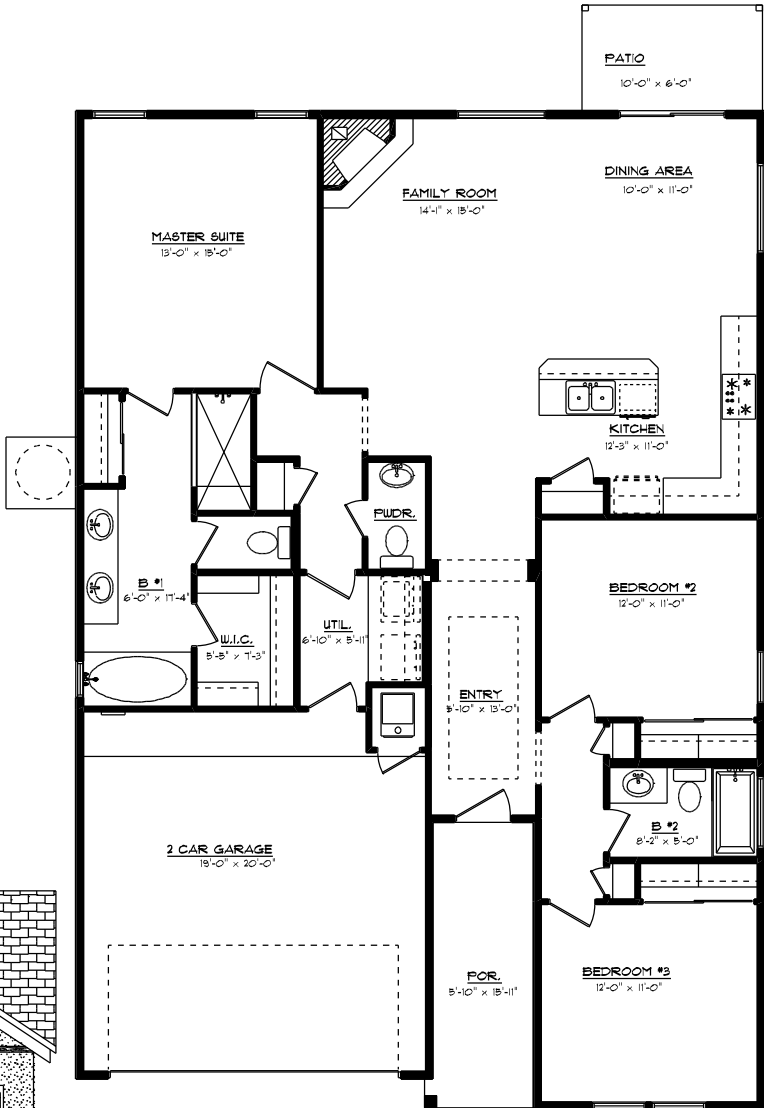 PATIO
10'-0" x 6'-0"
DINING AREA
10'-0" x 11'-0"
FAMILY ROOM
14'-1" x 15'-0"
MASTER SUITE
13'-0" x 15'-0"
KITCHEN
12'-3" x 11'-0"
PWDR.
B #1
6'-0" x 17'-4"
BEDROOM #2
12'-0" x 11'-0"
UTIL.
6'-10" x 5'-11"
W.I.C.
5'-5" x 7'-3"
ENTRY
5'-10" x 13'-0"
B #2
8'-2" x 5'-0"
2 CAR GARAGE
19'-0" x 20'-0"
POR.
5'-10" x 15'-11"
BEDROOM #3
12'-0" x 11'-0"